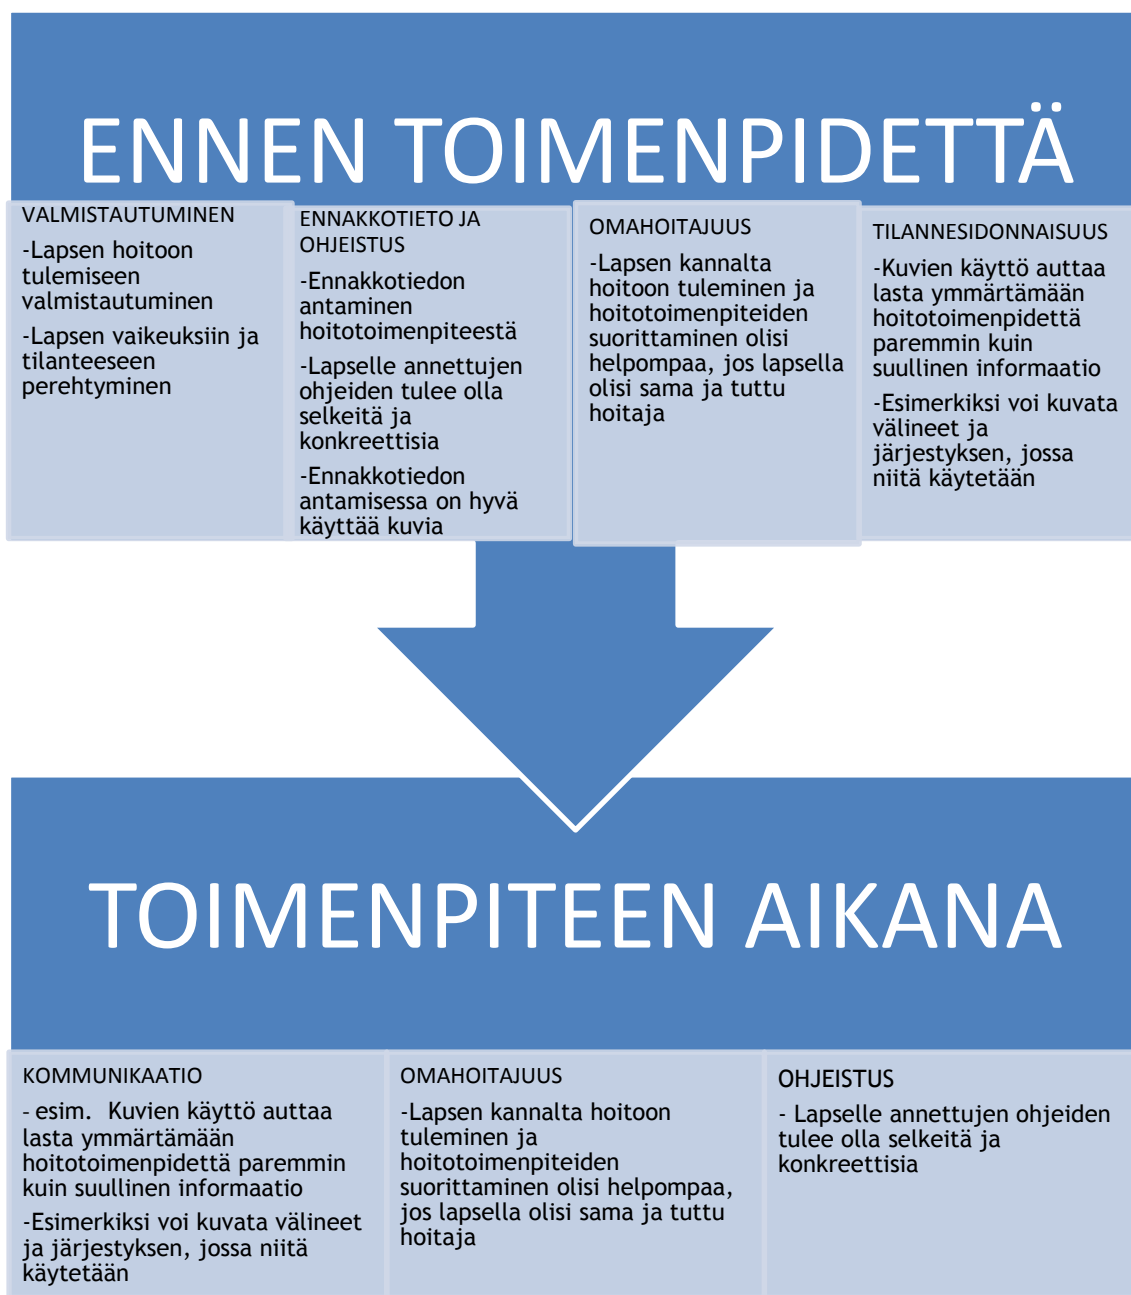 ENNEN TOIMENPIDETTÄ
VALMISTAUTUMINEN
-Lapsen hoitoon
tulemiseen
valmistautuminen
-Lapsen vaikeuksiin ja
tilanteeseen
perehtyminen
ENNAKKOTIETO JA
OHJEISTUS
-Ennakkotiedon
antaminen
hoitotoimenpiteestä
-Lapselle annettujen
ohjeiden tulee olla
selkeitä ja
konkreettisia
-Ennakkotiedon
antamisessa on hyvä
käyttää kuvia
OMAHOITAJUUS
-Lapsen kannalta
hoitoon tuleminen ja
hoitotoimenpiteiden
suorittaminen olisi
helpompaa, jos lapsella
olisi sama ja tuttu
hoitaja
TILANNESIDONNAISUUS
-Kuvien käyttö auttaa
lasta ymmärtämään
hoitotoimenpidettä
paremmin kuin
suullinen informaatio
-Esimerkiksi voi kuvata
välineet ja
järjestyksen, jossa
niitä käytetään
TOIMENPITEEN AIKANA
KOMMUNIKAATIO
- esim. Kuvien käyttö auttaa
lasta ymmärtämään
hoitotoimenpidettä paremmin
kuin suullinen informaatio
-Esimerkiksi voi kuvata välineet
ja järjestyksen, jossa niitä
käytetään
OMAHOITAJUUS
-Lapsen kannalta hoitoon
tuleminen ja
hoitotoimenpiteiden
suorittaminen olisi helpompaa,
jos lapsella olisi sama ja tuttu
hoitaja
OHJEISTUS
- Lapselle annettujen ohjeiden
tulee olla selkeitä ja
konkreettisia